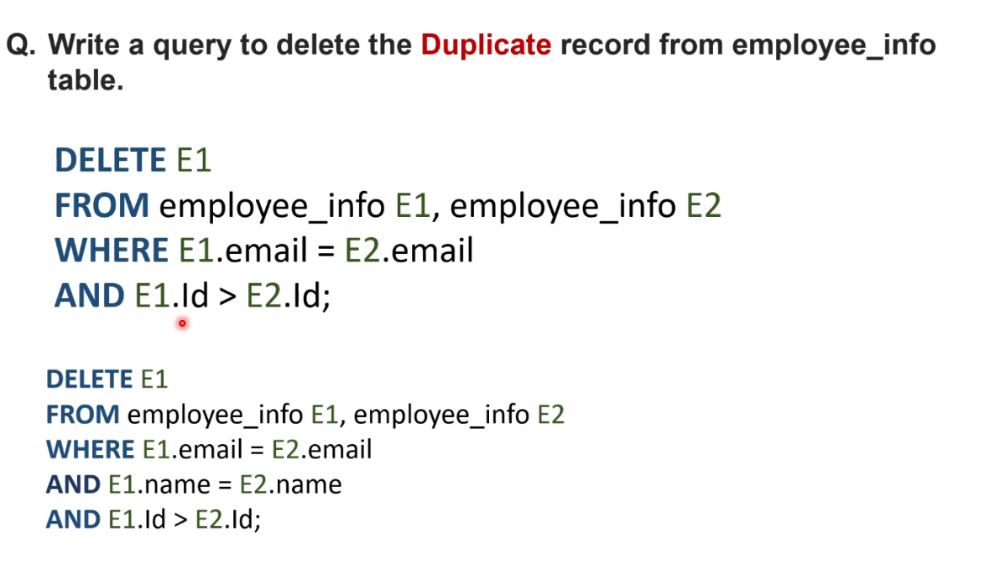 Q. Write a query to delete the Duplicate record from employee_info
table.
DELETE E1
FROM employee_info E1, employee_info E2
WHERE E1.email = E2.email
AND E1.Id > E2.Id;
DELETE E1
FROM employee_info E1, employee_info E2
WHERE E1.email = E2.email
AND E1.name = E2.name
AND E1.Id > E2.Id;